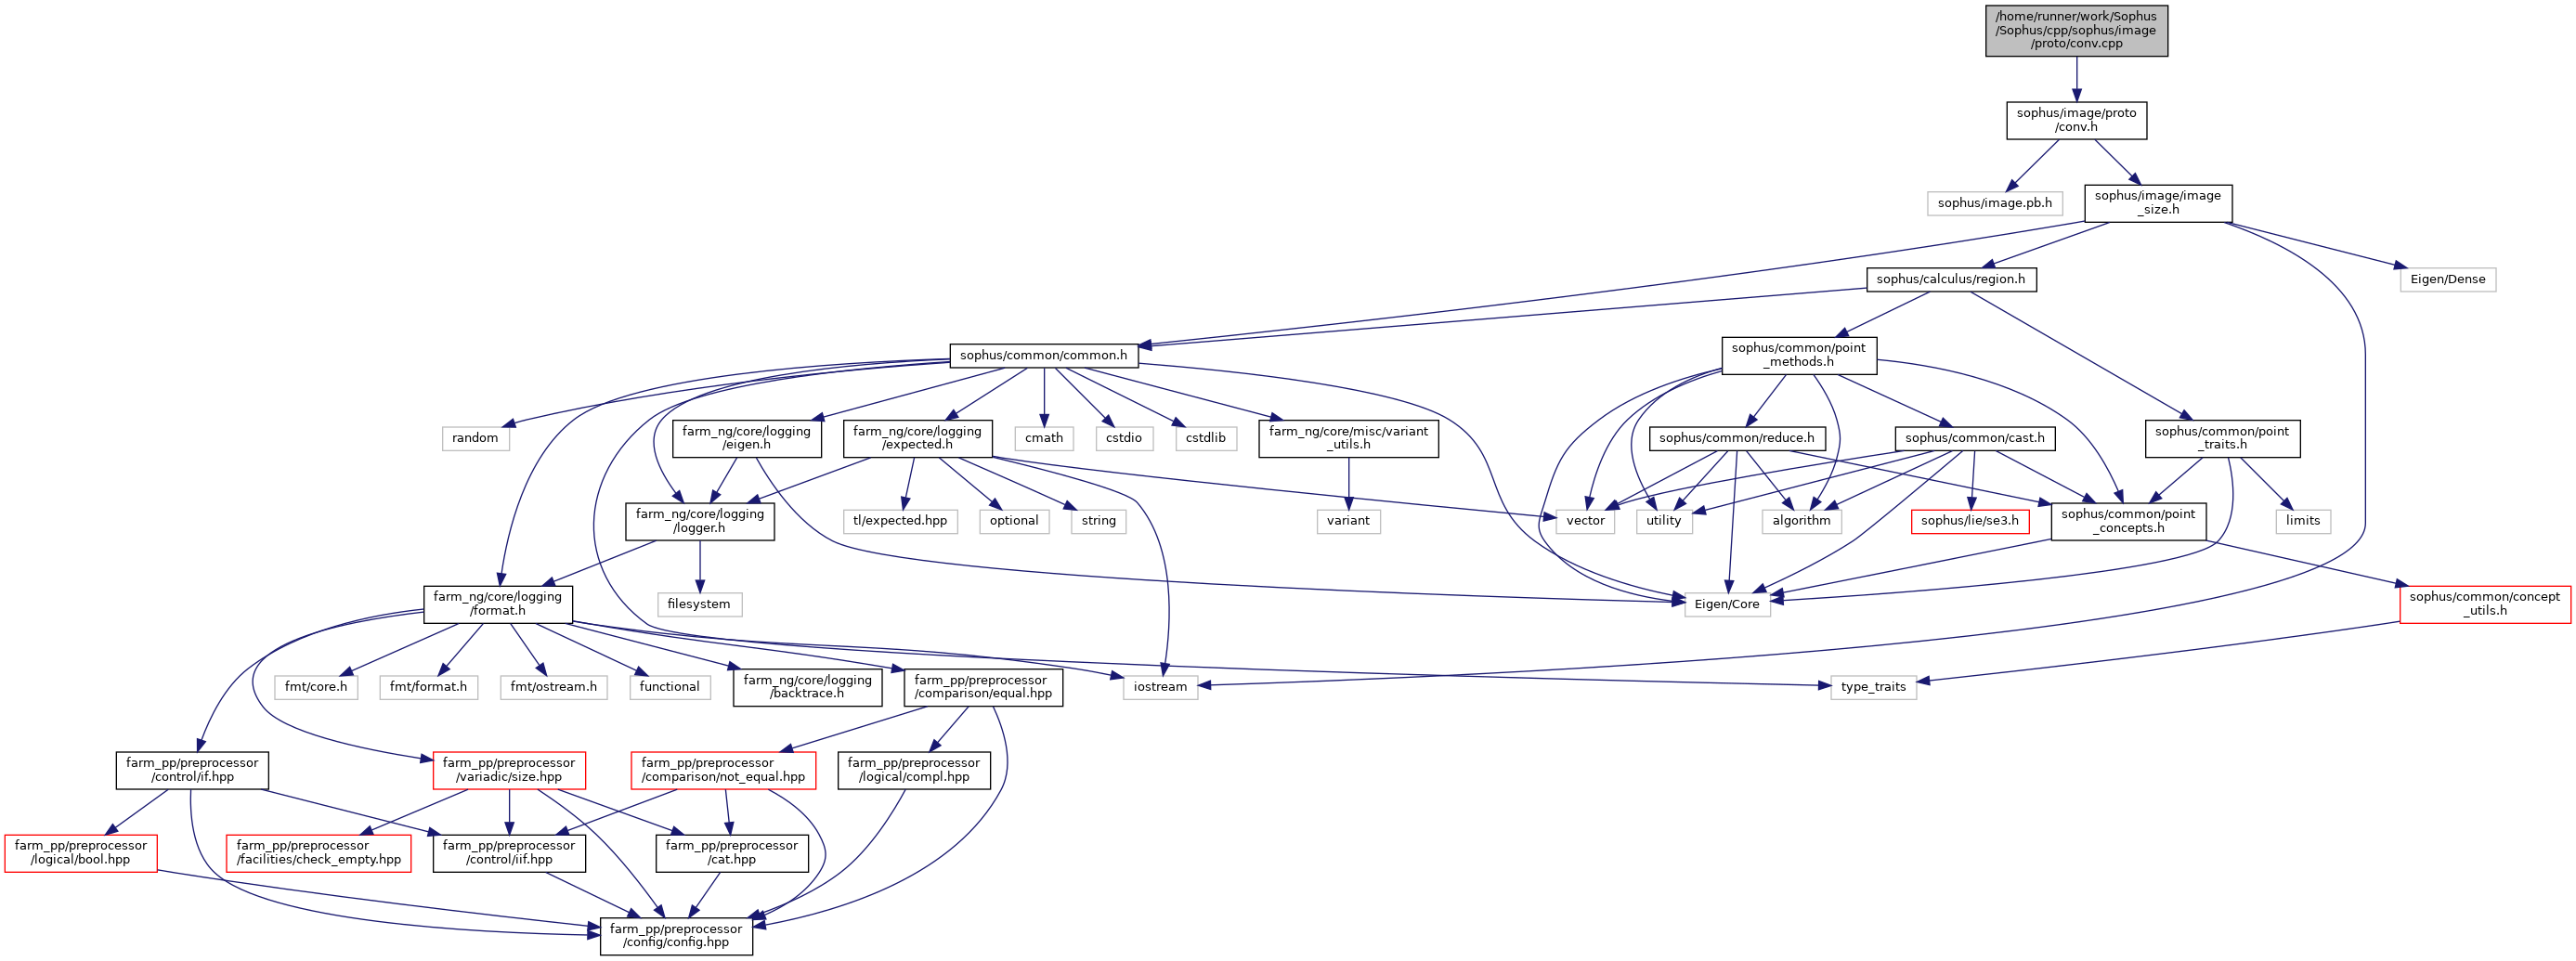 /home/runner/work/Sophus
/Sophus/cpp/sophus/image
/proto/conv.cpp
sophus/image/proto
/conv.h
sophus/image.pb.h
sophus/image/image
_size.h
sophus/calculus/region.h
Eigen/Dense
sophus/common/common.h
sophus/common/point
_methods.h
random
farm_ng/core/logging
/eigen.h
farm_ng/core/logging
/expected.h
cmath
cstdio
cstdlib
farm_ng/core/misc/variant
_utils.h
sophus/common/reduce.h
sophus/common/cast.h
sophus/common/point
_traits.h
farm_ng/core/logging
/logger.h
tl/expected.hpp
optional
string
variant
vector
utility
algorithm
sophus/lie/se3.h
sophus/common/point
_concepts.h
limits
farm_ng/core/logging
/format.h
filesystem
Eigen/Core
sophus/common/concept
_utils.h
fmt/core.h
fmt/format.h
fmt/ostream.h
functional
farm_ng/core/logging
/backtrace.h
farm_pp/preprocessor
/comparison/equal.hpp
iostream
type_traits
farm_pp/preprocessor
/control/if.hpp
farm_pp/preprocessor
/variadic/size.hpp
farm_pp/preprocessor
/comparison/not_equal.hpp
farm_pp/preprocessor
/logical/compl.hpp
farm_pp/preprocessor
/logical/bool.hpp
farm_pp/preprocessor
/facilities/check_empty.hpp
farm_pp/preprocessor
/control/iif.hpp
farm_pp/preprocessor
/cat.hpp
farm_pp/preprocessor
/config/config.hpp